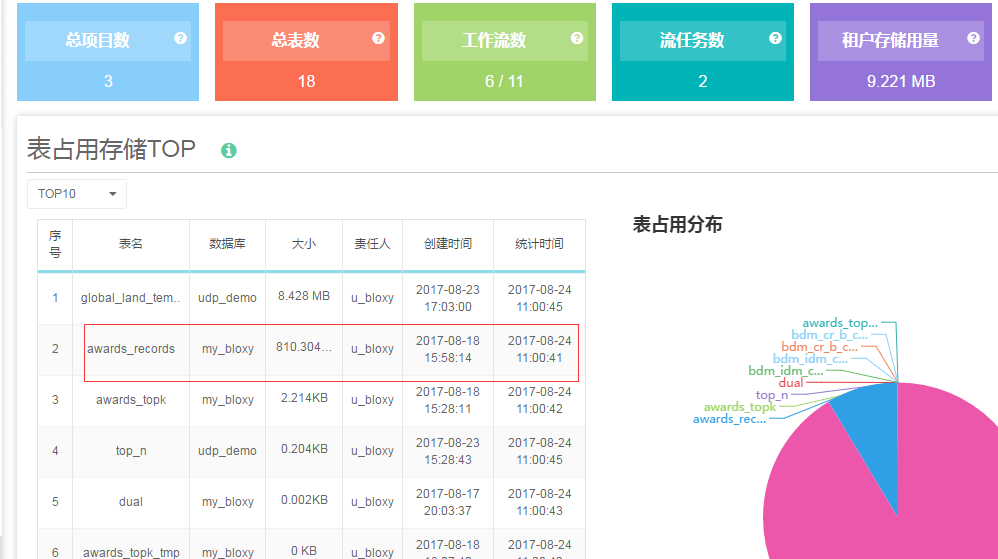 总项目数
3
总表数
18
工作流数
6 / 11
流任务数
2
租户存储用量
9.221 MB
表占用存储TOP
TOP10
表占用分布
序号 表名 数据库 大小 责任人 创建时间 统计时间
1 global_land_tem.. udp_demo 8.428 MB u_bloxy 2017-08-23 17:03:00 2017-08-24 11:00:45
2 awards_records my_bloxy 810.304... u_bloxy 2017-08-18 15:58:14 2017-08-24 11:00:41
3 awards_topk my_bloxy 2.214KB u_bloxy 2017-08-18 15:28:11 2017-08-24 11:00:42
4 top_n udp_demo 0.204KB u_bloxy 2017-08-23 15:28:43 2017-08-24 11:00:45
5 dual my_bloxy 0.002KB u_bloxy 2017-08-17 20:03:37 2017-08-24 11:00:43
6 awards_topk_tmp my_bloxy 0 KB u_bloxy 2017-08-18 2017-08-24
awards_top...
bdm_cr_b_c...
bdm_cr_b_c...
bdm_idm_c...
bdm_idm_c...
dual
top_n
awards_topk
awards_rec...